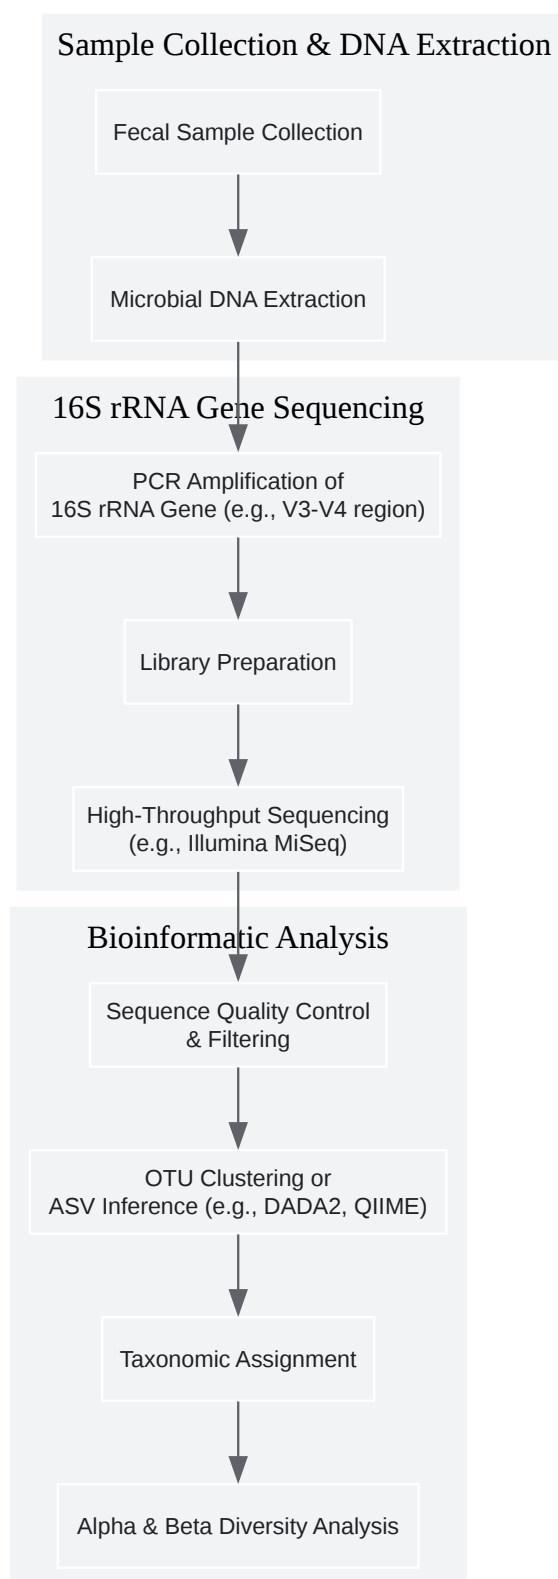 Sample Collection & DNA Extraction
Fecal Sample Collection
Microbial DNA Extraction
16S rRNA Gene Sequencing
PCR Amplification of
16S rRNA Gene (e.g., V3-V4 region)
Library Preparation
High-Throughput Sequencing
(e.g., Illumina MiSeq)
Bioinformatic Analysis
Sequence Quality Control
& Filtering
OTU Clustering or
ASV Inference (e.g., DADA2, QIIME)
Taxonomic Assignment
Alpha & Beta Diversity Analysis